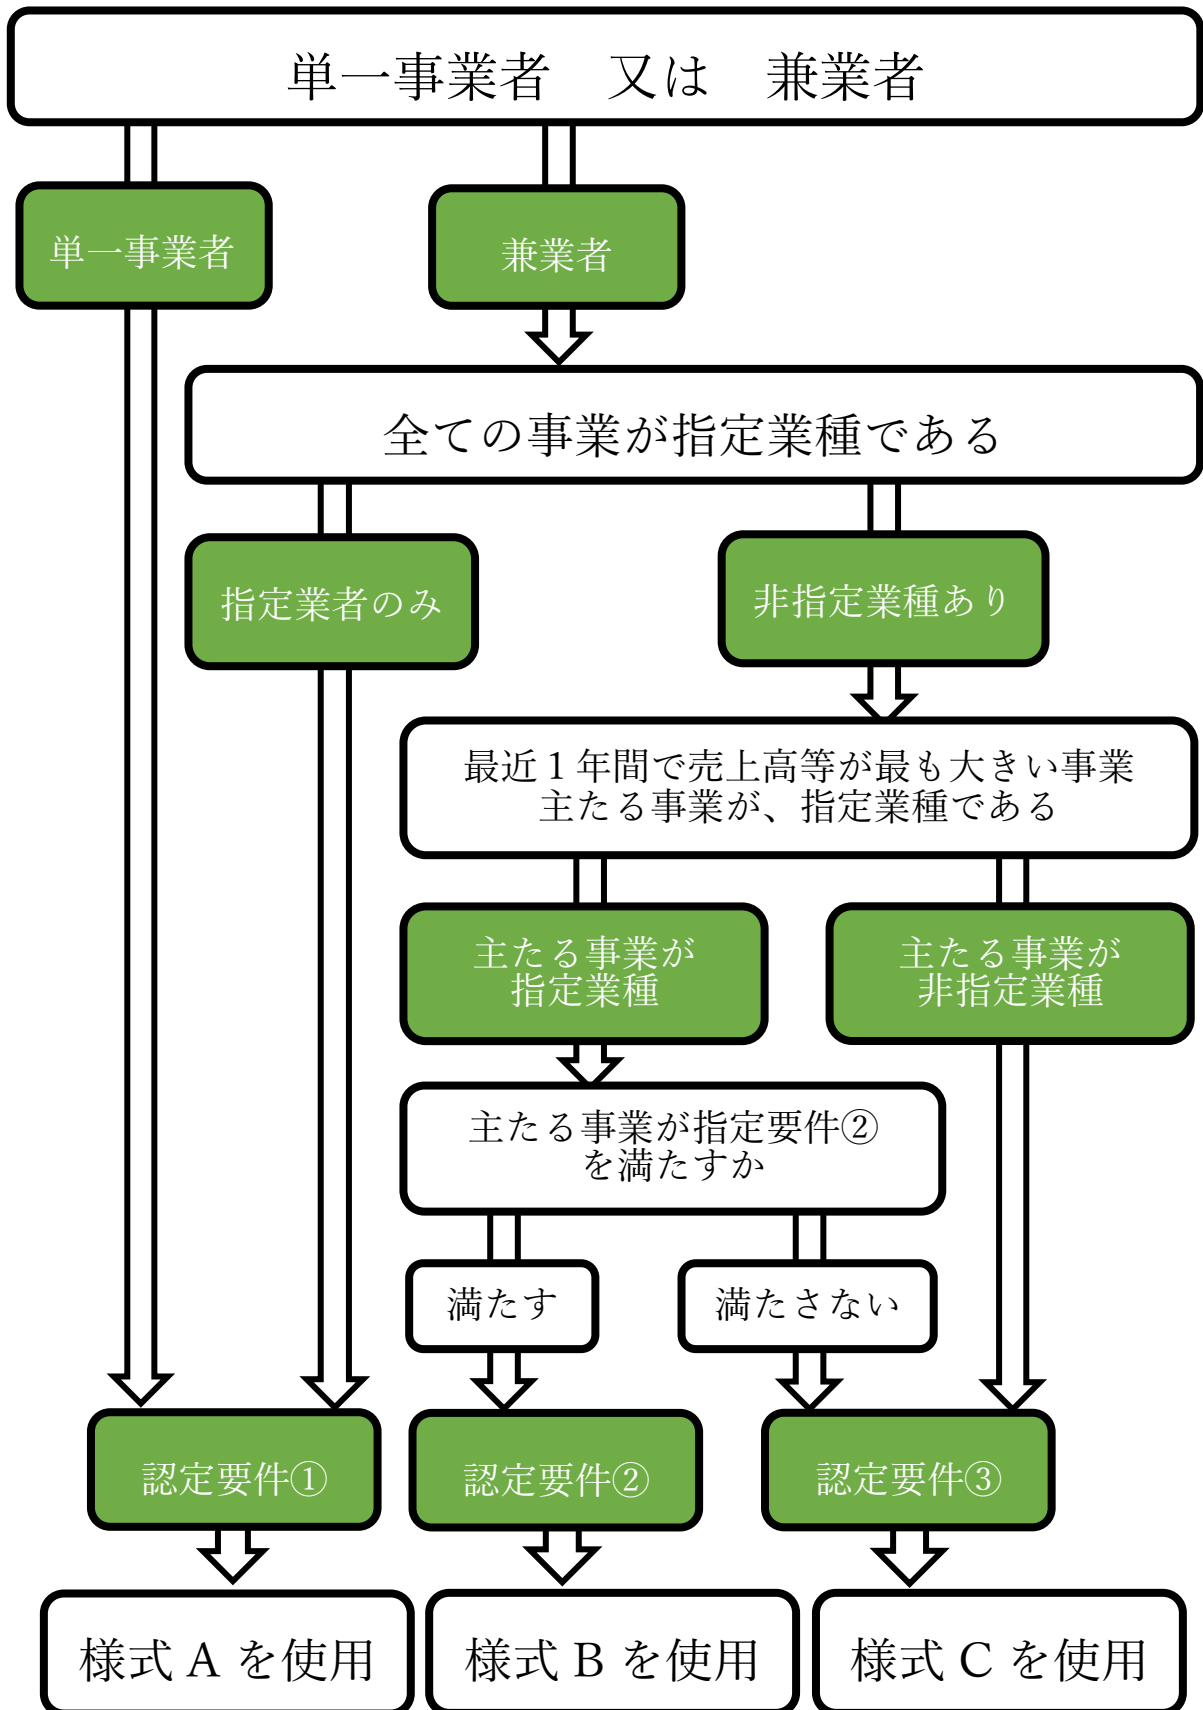 単一事業者　又は　兼業者
単一事業者
兼業者
全ての事業が指定業種である
指定業者のみ
非指定業種あり
最近１年間で売上高等が最も大きい事業
主たる事業が、指定業種である
主たる事業が
指定業種
主たる事業が
非指定業種
主たる事業が指定要件②
を満たすか
満たす
満たさない
認定要件①
認定要件②
認定要件③
様式 A を使用
様式 B を使用
様式 C を使用